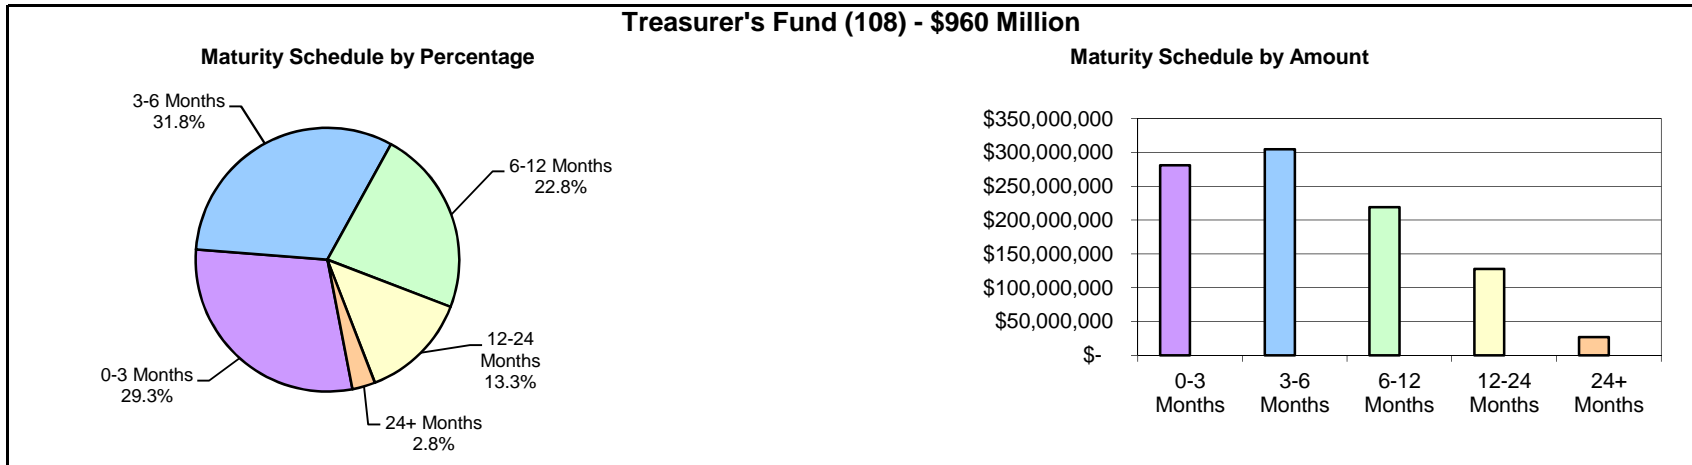 Treasurer's Fund (108) - $960 Million
Maturity Schedule by Percentage
3-6 Months
31.8%
6-12 Months
22.8%
12-24
Months
13.3%
24+ Months
2.8%
0-3 Months
29.3%
Maturity Schedule by Amount
$350,000,000
$300,000,000
$250,000,000
$200,000,000
$150,000,000
$100,000,000
$50,000,000
$-
0-3 3-6 6-12 12-24 24+
Months Months Months Months Months